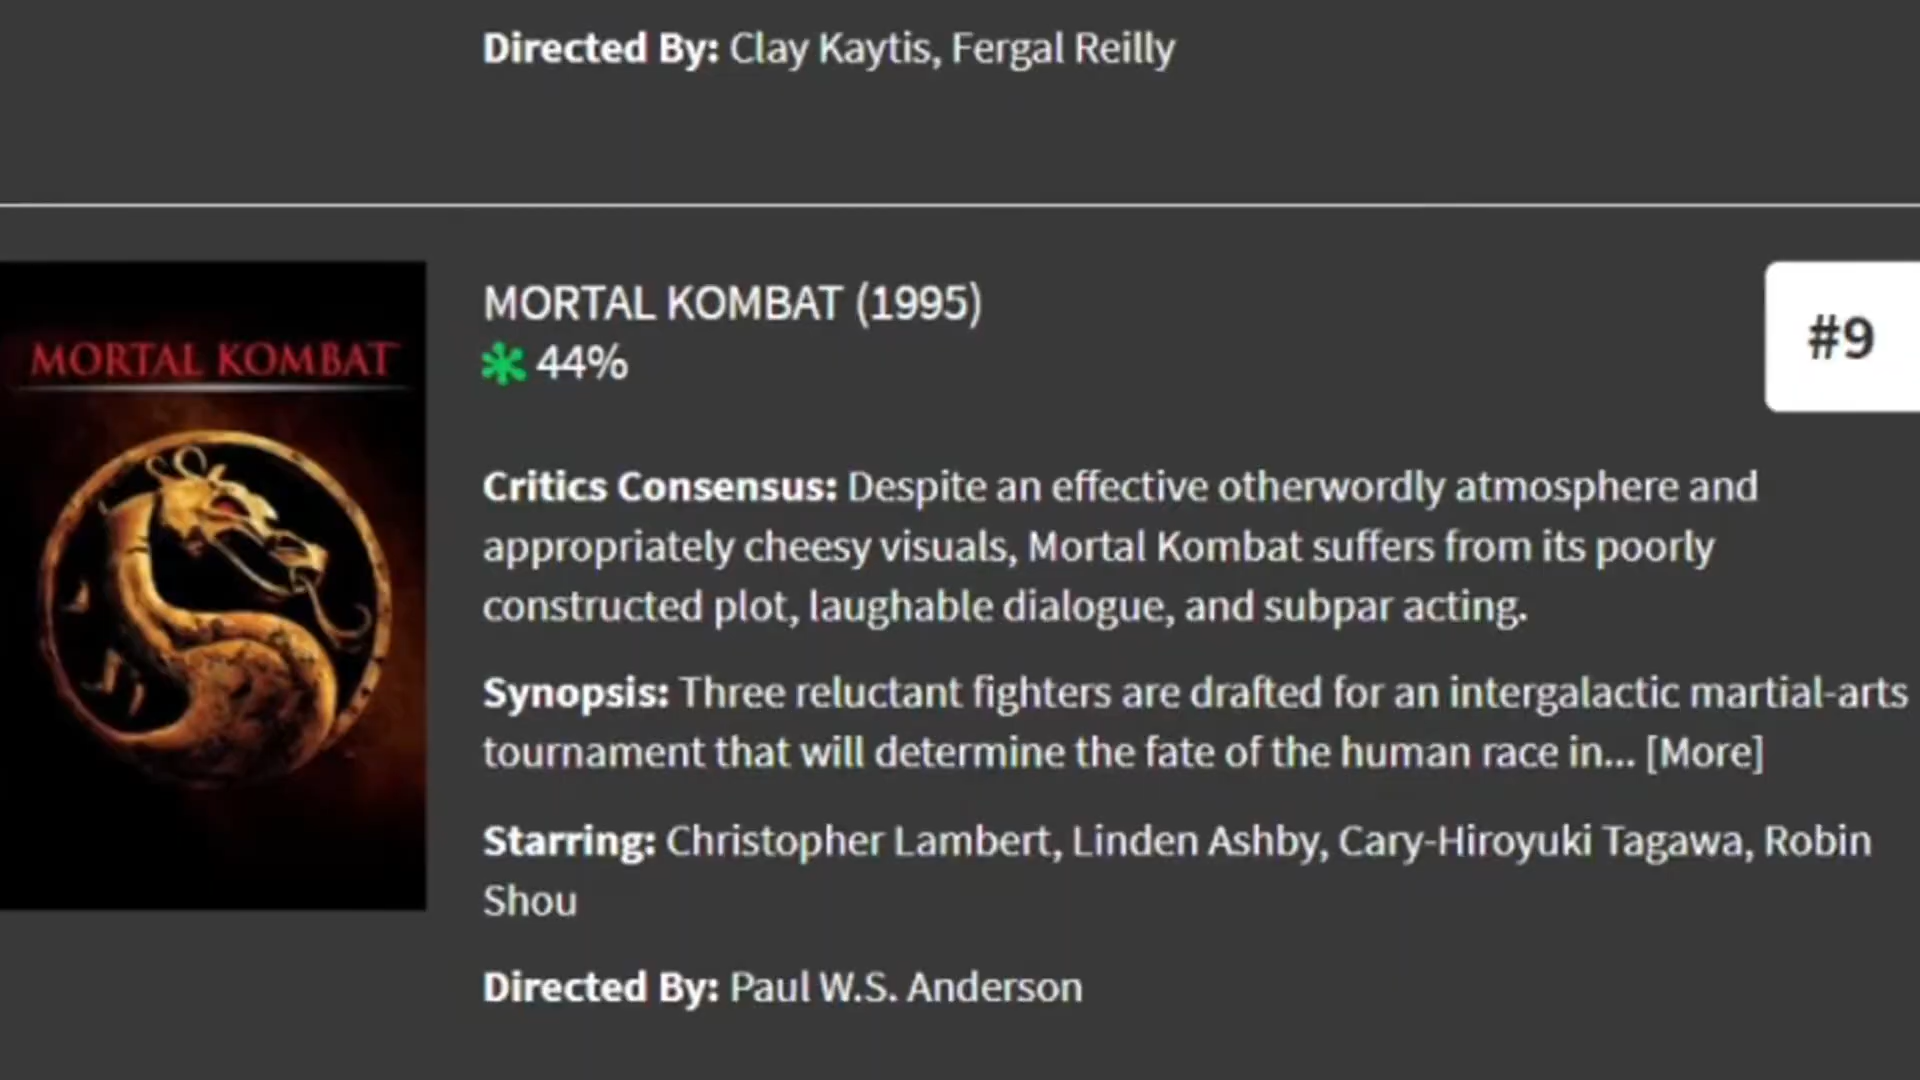 Directed By: Clay Kaytis, Fergal Reilly
MORTAL KOMBAT
MORTAL KOMBAT (1995)
44%
#9
Critics Consensus: Despite an effective otherwordly atmosphere and
appropriately cheesy visuals, Mortal Kombat suffers from its poorly
constructed plot, laughable dialogue, and subpar acting.
Synopsis: Three reluctant fighters are drafted for an intergalactic martial-arts
tournament that will determine the fate of the human race in... [More]
Starring: Christopher Lambert, Linden Ashby, Cary-Hiroyuki Tagawa, Robin
Shou
Directed By: Paul W.S. Anderson